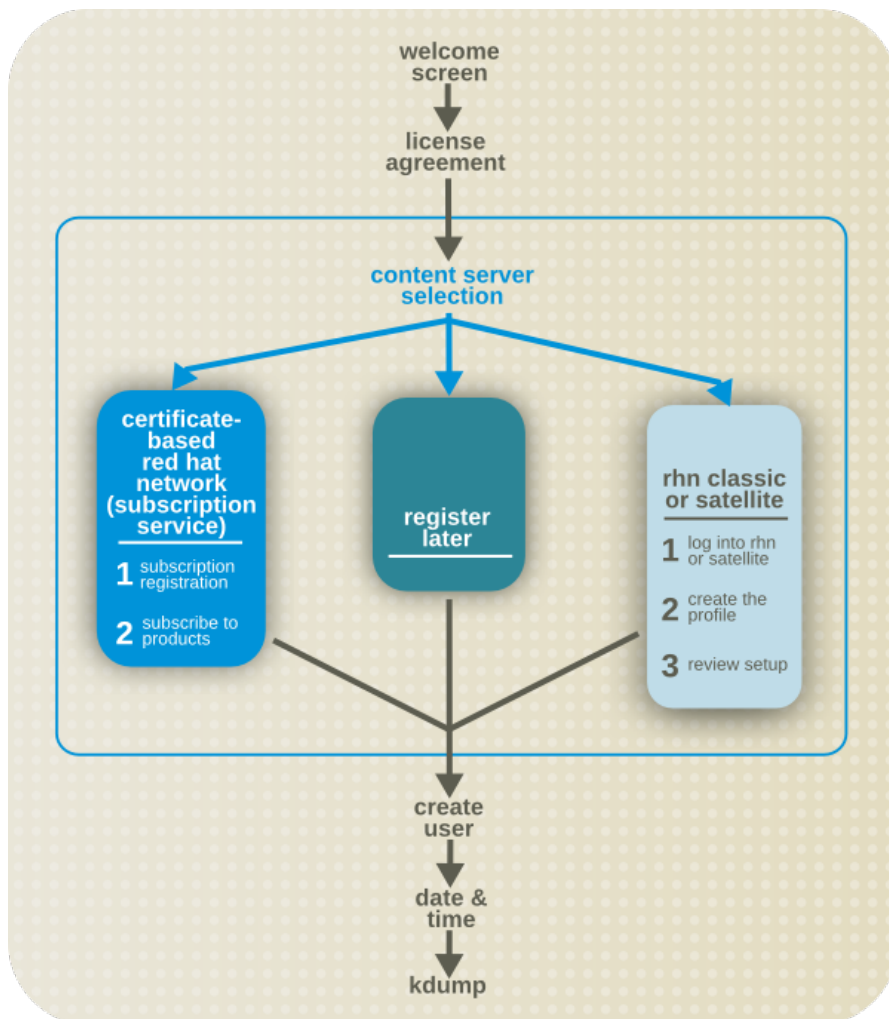 welcome
screen
license
agreement
content server
selection
certificate-
based
red hat
network
(subscription
service)
1 subscription
registration
2 subscribe to
products
register
later
rhn classic
or satellite
1 log into rhn
or satellite
2 create the
profile
3 review setup
create
user
date &
time
kdump